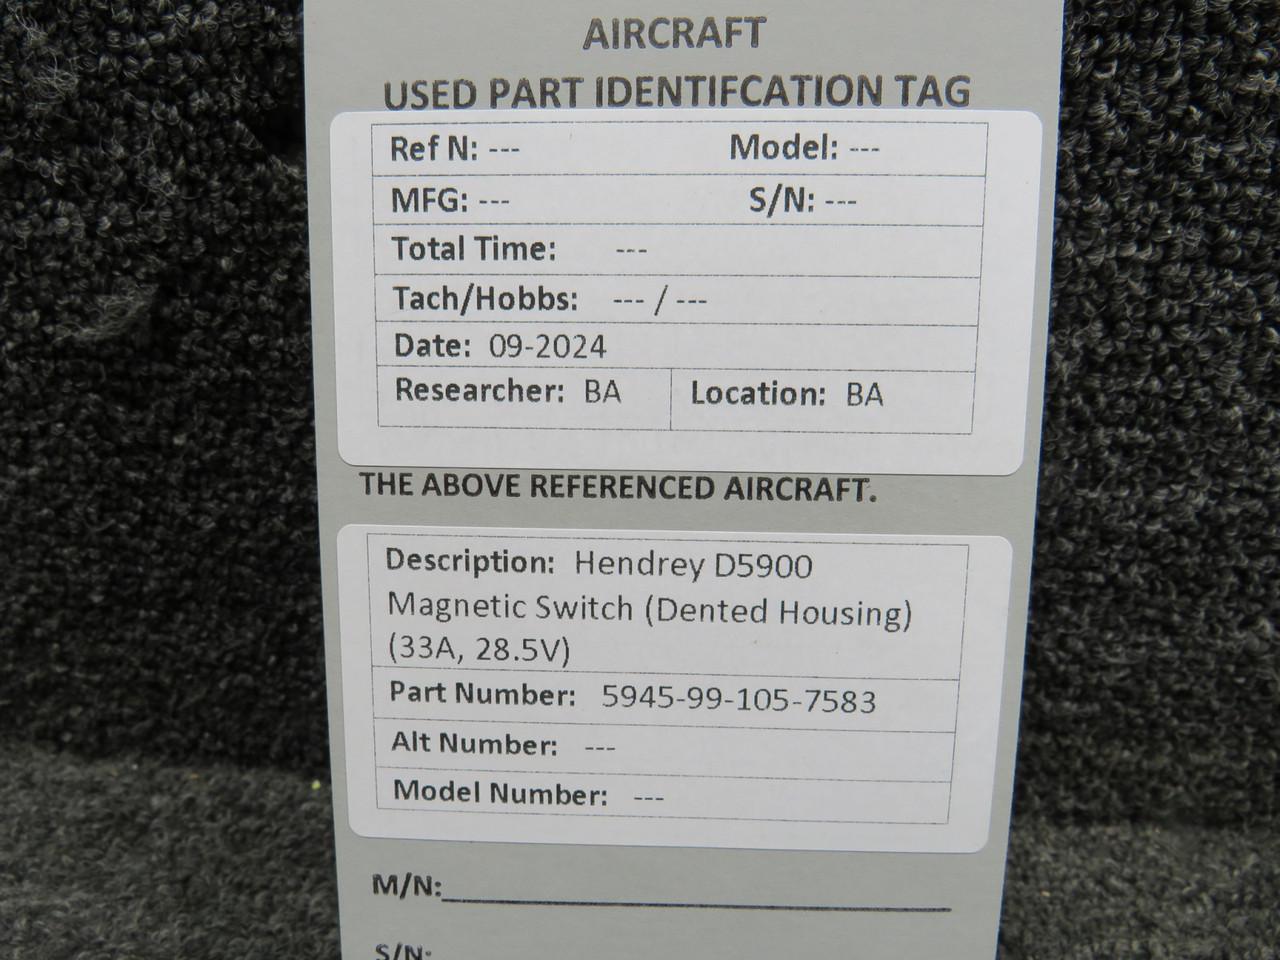 AIRCRAFT
USED PART IDENTIFCATION TAG
Ref N: --- Model: ---
MFG: --- S/N: ---
Total Time: ---
Tach/Hobbs: --- / ---
Date: 09-2024
Researcher: BA Location: BA
THE ABOVE REFERENCED AIRCRAFT.
Description: Hendrey D5900
Magnetic Switch (Dented Housing)
(33A, 28.5V)
Part Number: 5945-99-105-7583
Alt Number: ---
Model Number: ---
M/N:
S/N: